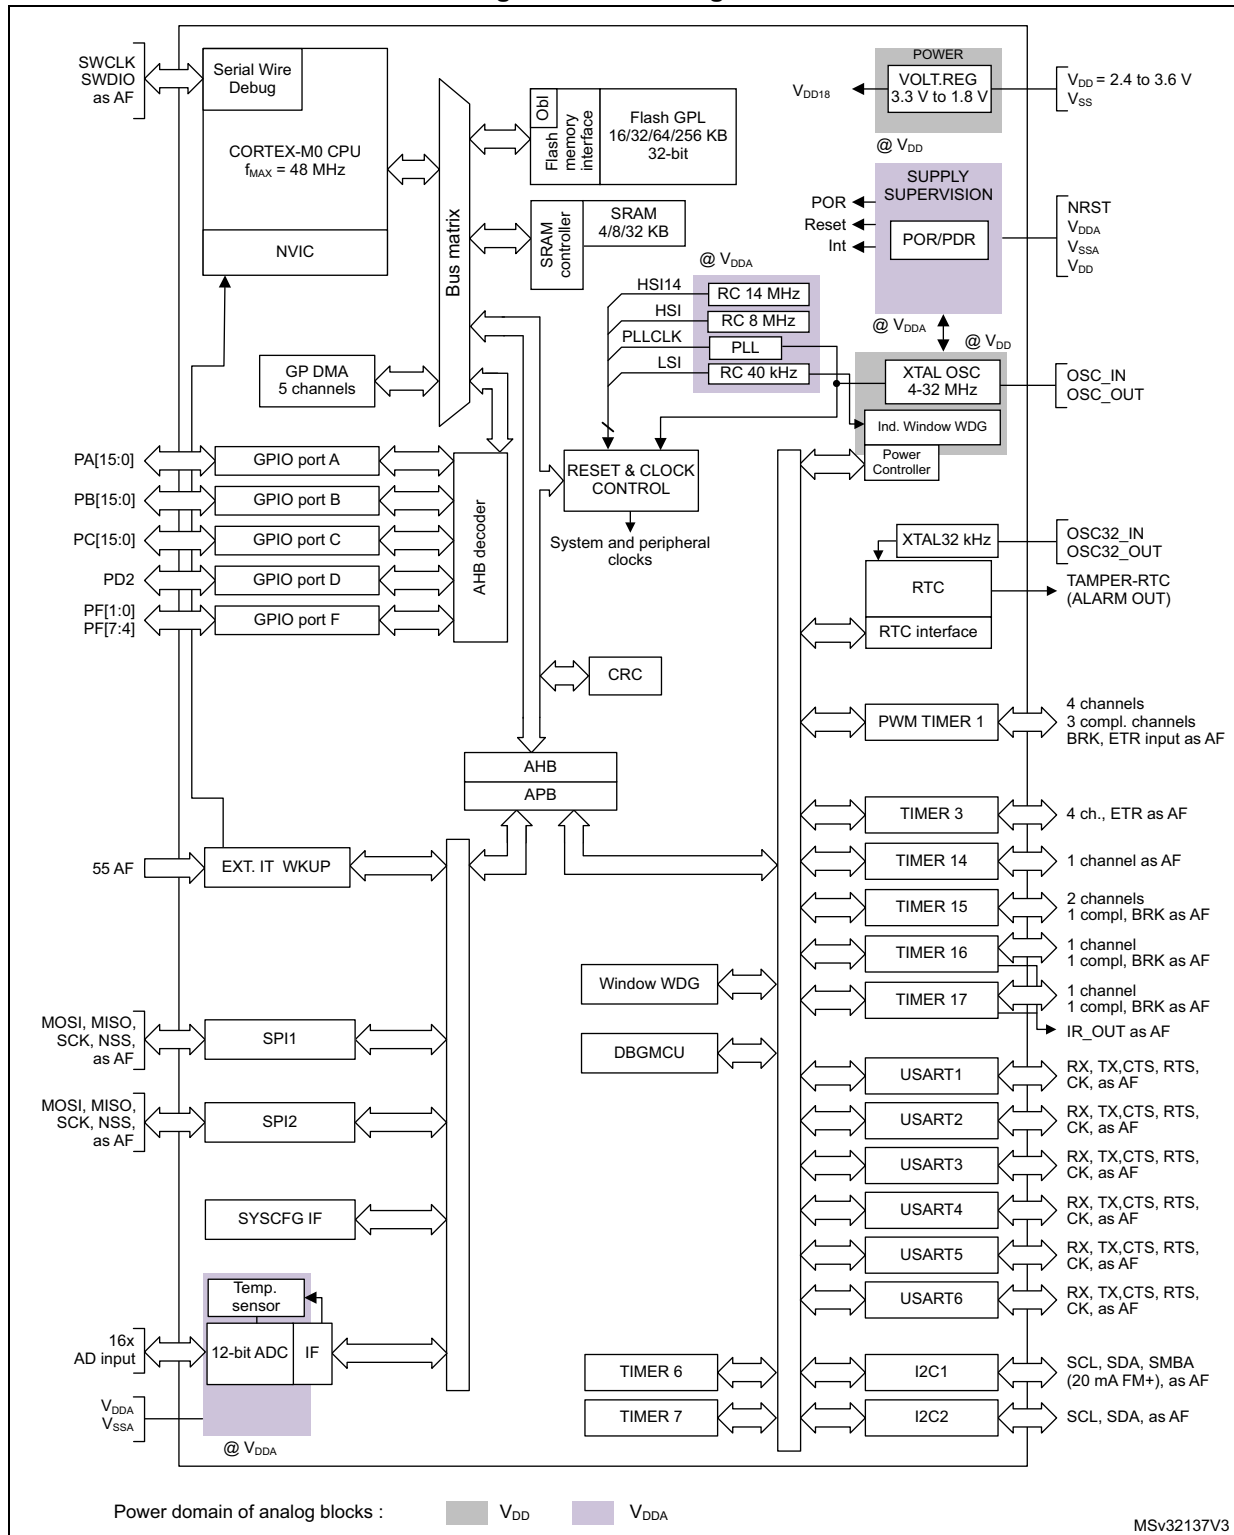 SWCLK
SWDIO
as AF
Serial Wire
Debug
CORTEX-M0 CPU
fMAX = 48 MHz
NVIC
Bus matrix
Obl
Flash
memory
interface
Flash GPL
16/32/64/256 KB
32-bit
SRAM
controller
SRAM
4/8/32 KB
POWER
VOLT.REG
3.3 V to 1.8 V
VDD18
VDD = 2.4 to 3.6 V
VSS
@ VDD
SUPPLY
SUPERVISION
POR/PDR
POR
Reset
Int
NRST
VDDA
VSSA
VDD
@ VDDA
@ VDDA
HSI14
HSI
PLLCLK
LSI
RC 14 MHz
RC 8 MHz
PLL
RC 40 kHz
@ VDD
XTAL OSC
4-32 MHz
Ind. Window WDG
Power
Controller
OSC_IN
OSC_OUT
GP DMA
5 channels
PA[15:0]
GPIO port A
PB[15:0]
GPIO port B
PC[15:0]
GPIO port C
PD2
GPIO port D
PF[1:0]
PF[7:4]
GPIO port F
AHB decoder
RESET & CLOCK
CONTROL
System and peripheral
clocks
XTAL32 kHz
RTC
RTC interface
OSC32_IN
OSC32_OUT
TAMPER-RTC
(ALARM OUT)
CRC
AHB
APB
PWM TIMER 1
4 channels
3 compl. channels
BRK, ETR input as AF
TIMER 3
4 ch., ETR as AF
TIMER 14
1 channel as AF
TIMER 15
2 channels
1 compl, BRK as AF
TIMER 16
1 channel
1 compl, BRK as AF
TIMER 17
1 channel
1 compl, BRK as AF
IR_OUT as AF
55 AF
EXT. IT WKUP
Window WDG
DBGMCU
MOSI, MISO,
SCK, NSS,
as AF
SPI1
MOSI, MISO,
SCK, NSS,
as AF
SPI2
SYSCFG IF
USART1
RX, TX,CTS, RTS,
CK, as AF
USART2
RX, TX,CTS, RTS,
CK, as AF
USART3
RX, TX,CTS, RTS,
CK, as AF
USART4
RX, TX,CTS, RTS,
CK, as AF
USART5
RX, TX,CTS, RTS,
CK, as AF
USART6
RX, TX,CTS, RTS,
CK, as AF
Temp.
sensor
16x
AD input
12-bit ADC
IF
VDDA
VSSA
@ VDDA
TIMER 6
TIMER 7
I2C1
SCL, SDA, SMBA
(20 mA FM+), as AF
I2C2
SCL, SDA, as AF
Power domain of analog blocks :
VDD
VDDA
MSv32137V3